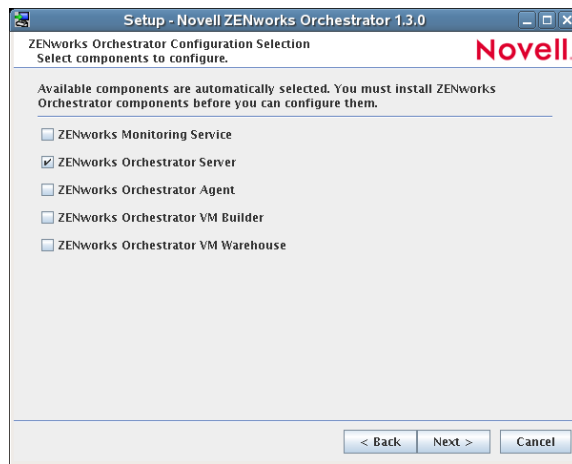 Setup - Novell ZENworks Orchestrator 1.3.0
ZENworks Orchestrator Configuration Selection
Select components to configure.
Novell.
Available components are automatically selected. You must install ZENworks
Orchestrator components before you can configure them.
ZENworks Monitoring Service
ZENworks Orchestrator Server
ZENworks Orchestrator Agent
ZENworks Orchestrator VM Builder
ZENworks Orchestrator VM Warehouse
< Back
Next >
Cancel